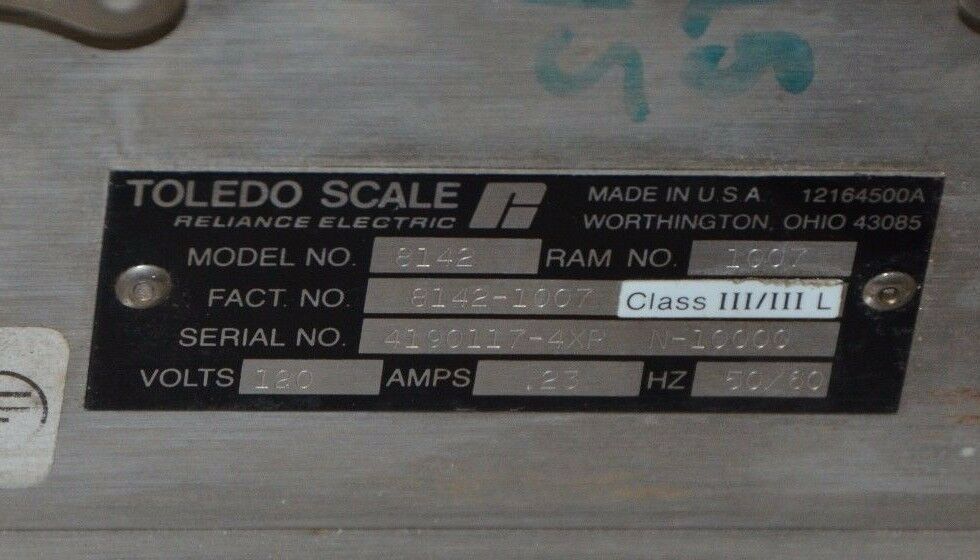 TOLEDO SCALE
RELIANCE ELECTRIC
MADE IN U.S.A 12164500A
WORTHINGTON, OHIO 43085
MODEL NO. 8142 RAM NO. 1007
FACT. NO. 8142-1007 Class III/III L
SERIAL NO. 4190117-4XP N-10000
VOLTS 120 AMPS .23 HZ 50/60